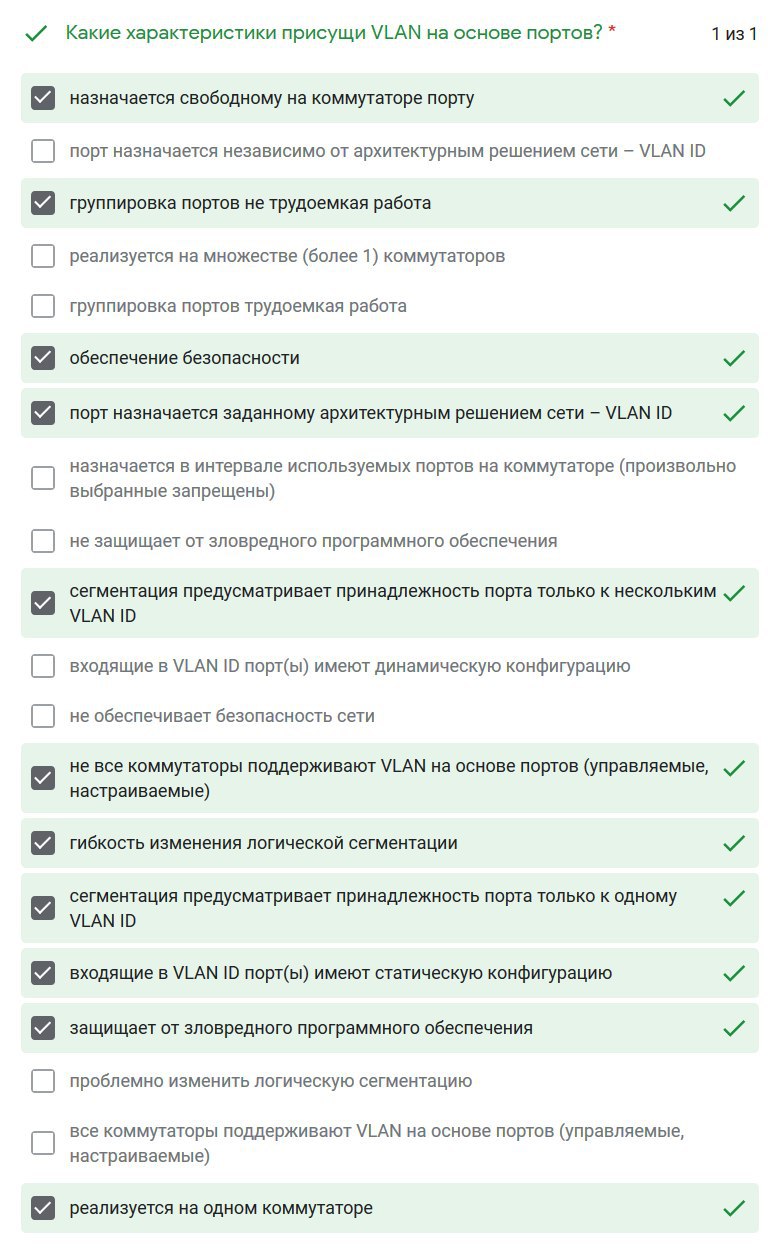 Какие характеристики присущи VLAN на основе портов? *
1 из 1
назначается свободному на коммутаторе порту
порт назначается независимо от архитектурным решением сети – VLAN ID
группировка портов не трудоемкая работа
реализуется на множестве (более 1) коммутаторов
группировка портов трудоемкая работа
обеспечение безопасности
порт назначается заданному архитектурным решением сети – VLAN ID
назначается в интервале используемых портов на коммутаторе (произвольно
выбранные запрещены)
не защищает от зловредного программного обеспечения
сегментация предусматривает принадлежность порта только к нескольким
VLAN ID
входящие в VLAN ID порт(ы) имеют динамическую конфигурацию
не обеспечивает безопасность сети
не все коммутаторы поддерживают VLAN на основе портов (управляемые,
настраиваемые)
гибкость изменения логической сегментации
сегментация предусматривает принадлежность порта только к одному
VLAN ID
входящие в VLAN ID порт(ы) имеют статическую конфигурацию
защищает от зловредного программного обеспечения
проблемно изменить логическую сегментацию
все коммутаторы поддерживают VLAN на основе портов (управляемые,
настраиваемые)
реализуется на одном коммутаторе